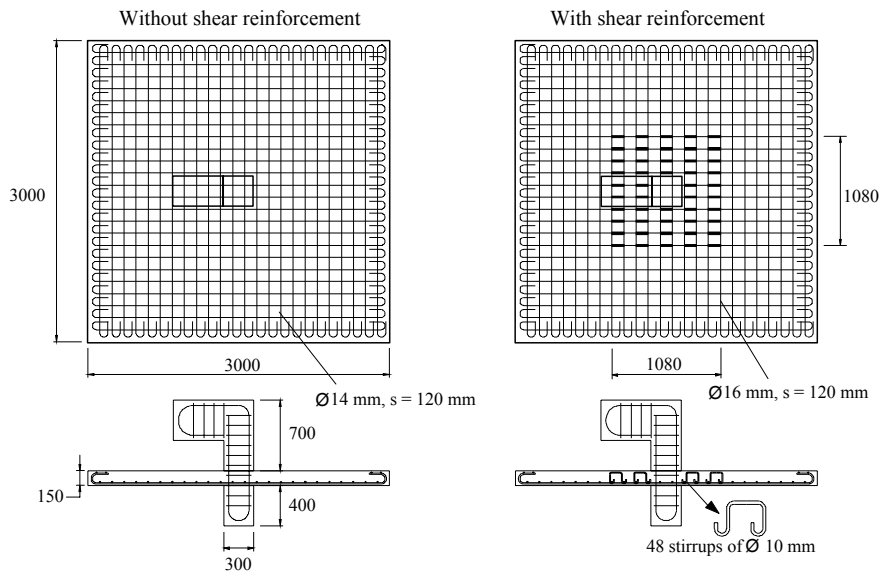 Without shear reinforcement
With shear reinforcement
3000
3000
Ø14 mm, s = 120 mm
700
150
400
300
1080
1080
Ø16 mm, s = 120 mm
48 stirrups of Ø 10 mm